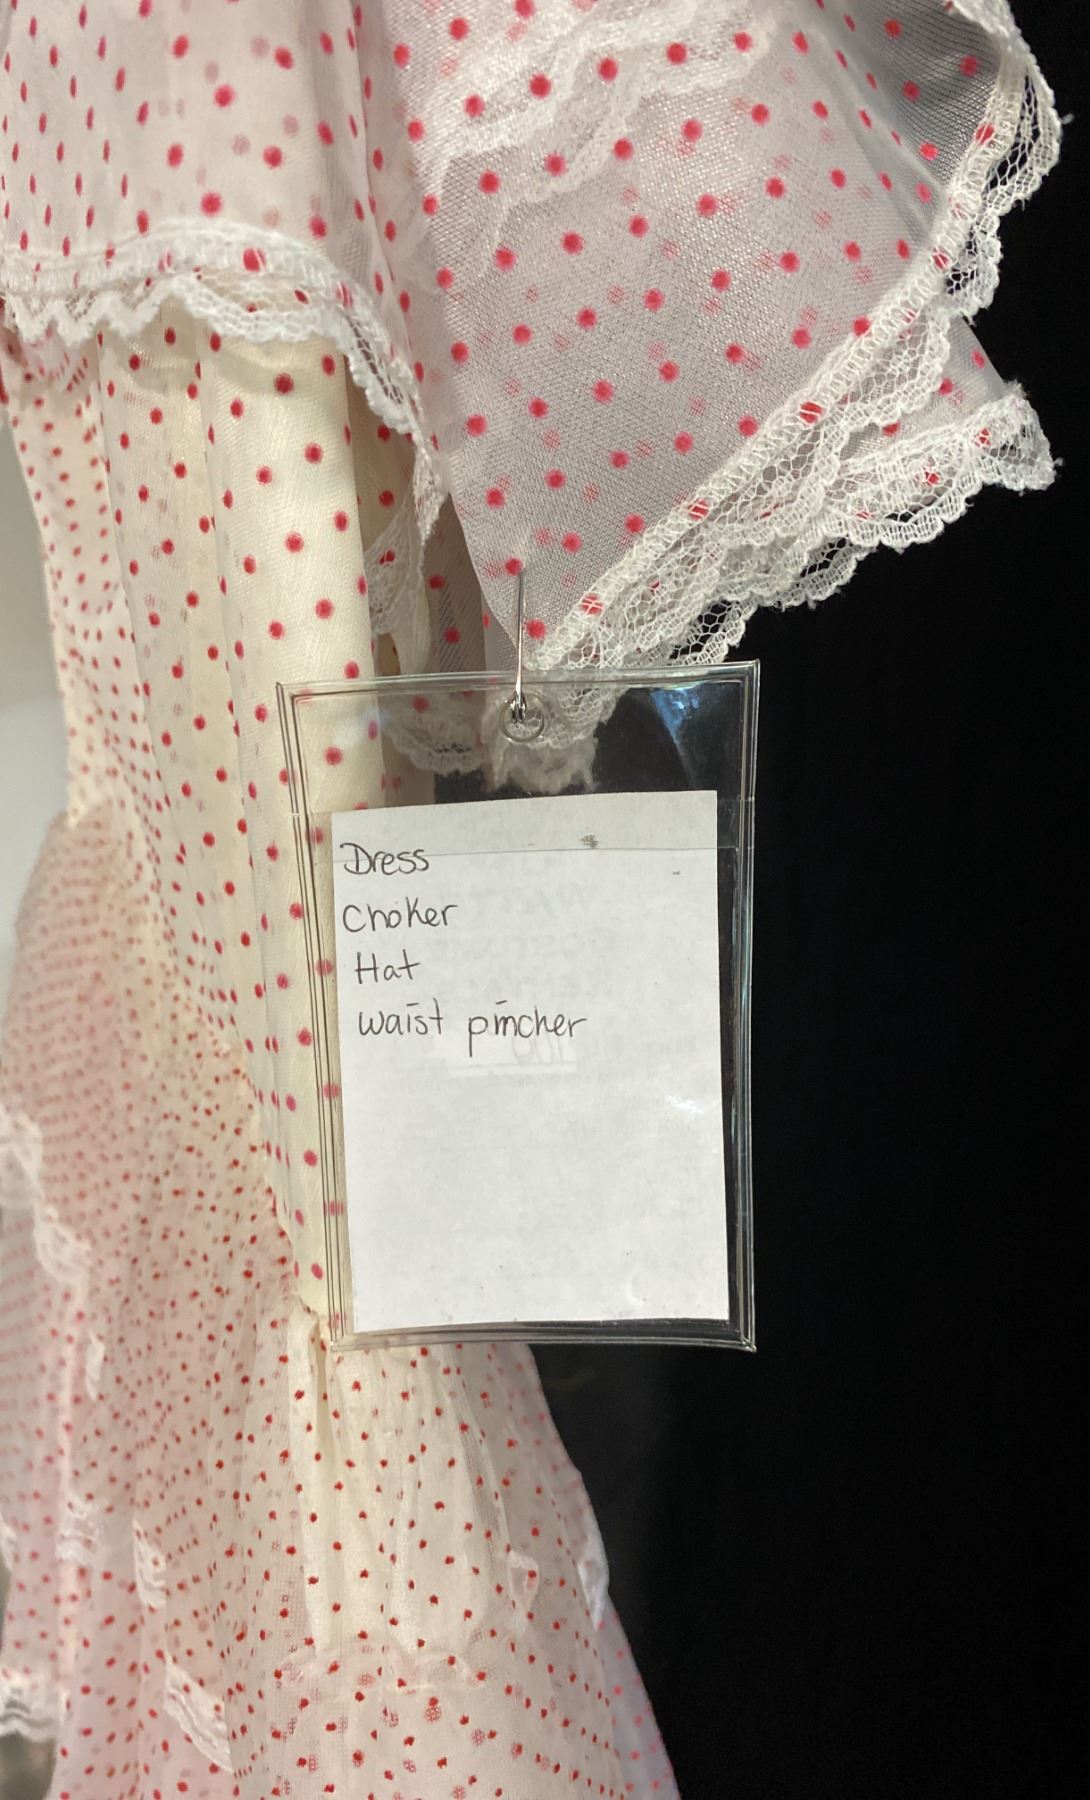 Dress
Choker
Hat
waist pincher